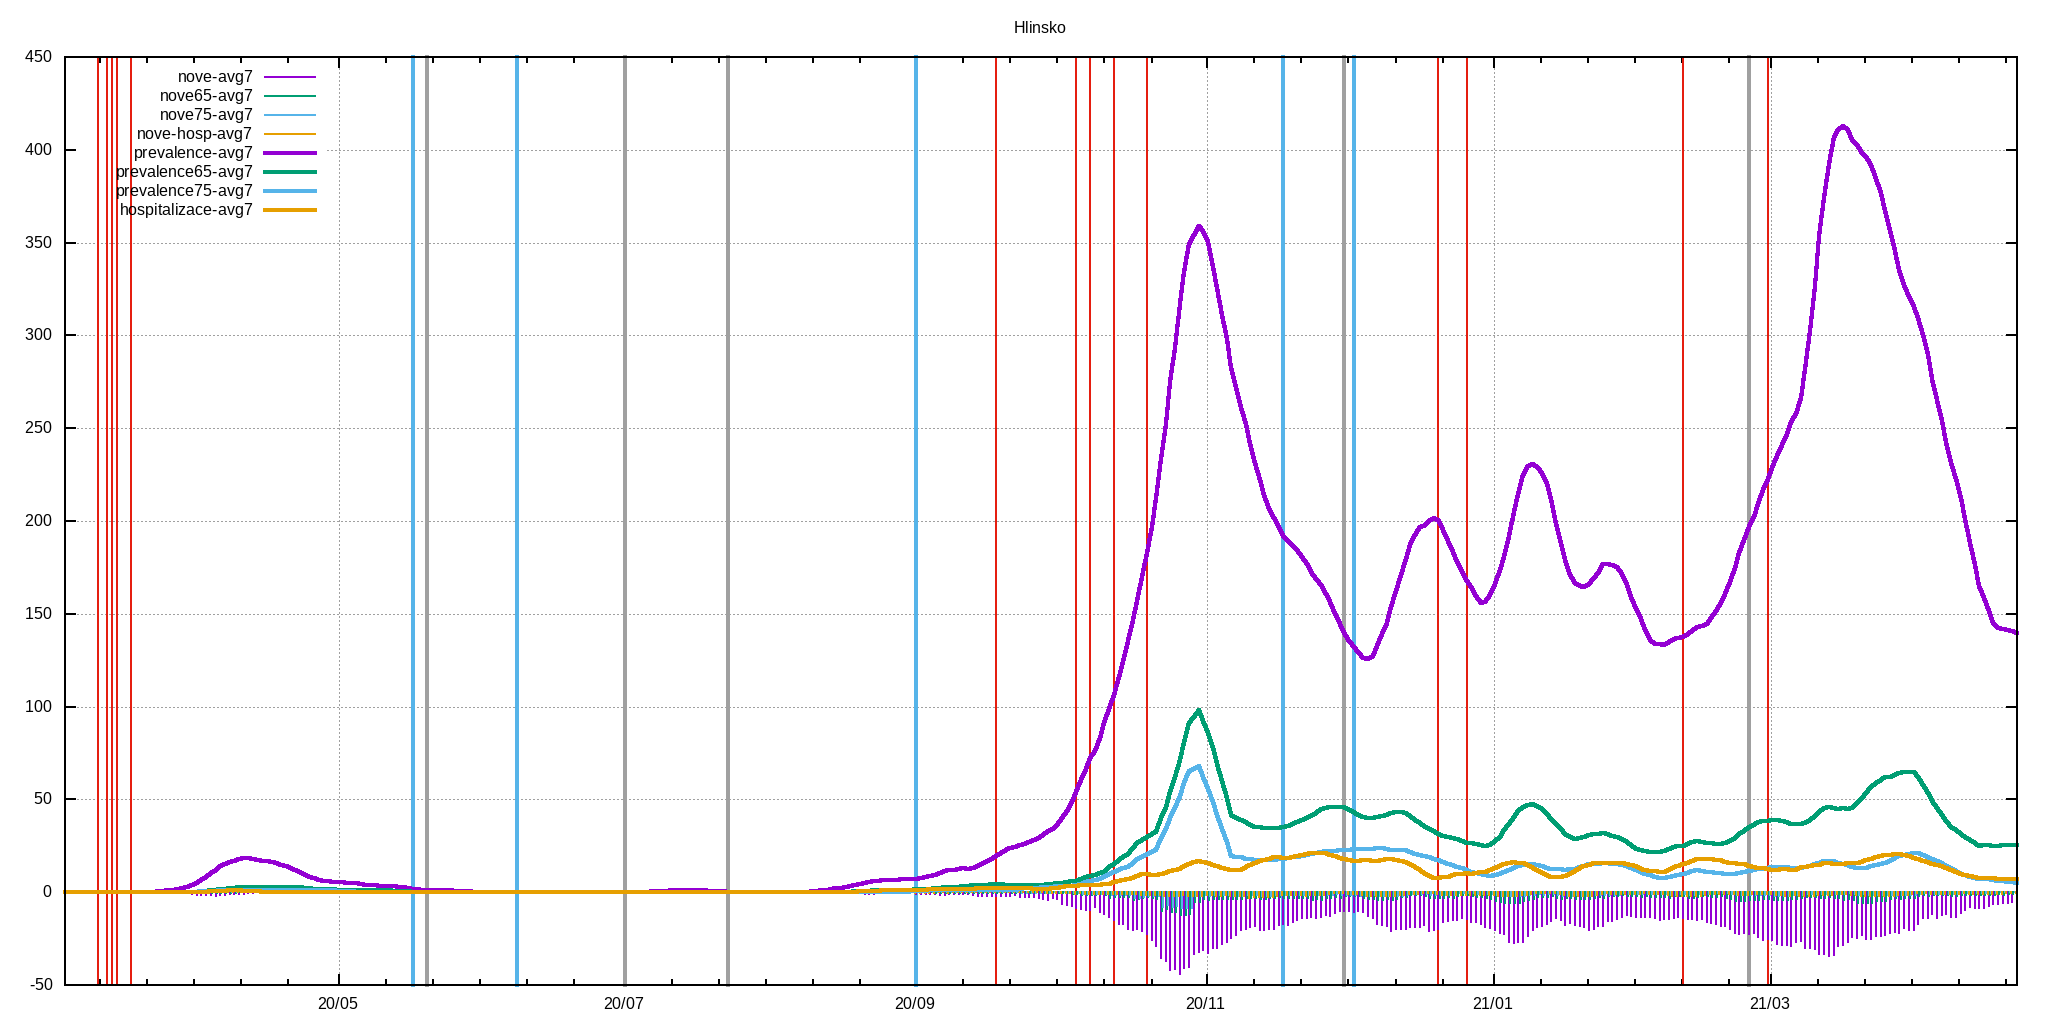 Hlinsko
450
400
350
300
250
200
150
100
50
0
-50
nove-avg7
nove65-avg7
nove75-avg7
nove-hosp-avg7
prevalence-avg7
prevalence65-avg7
prevalence75-avg7
hospitalizace-avg7
20/05 20/07 20/09 20/11 21/01 21/03